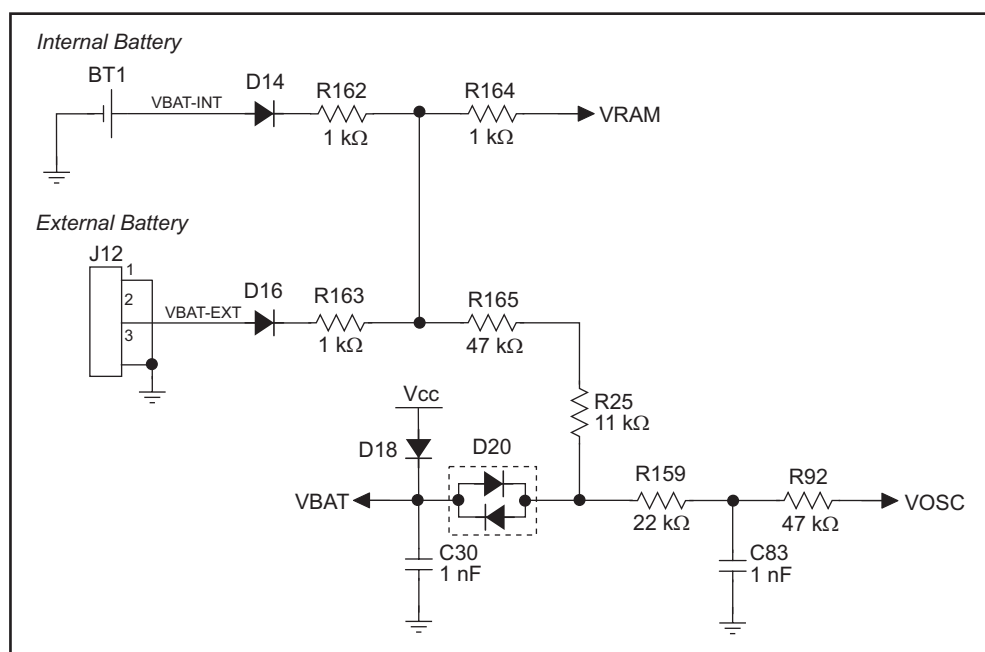 Internal Battery
BT1
VBAT-INT
D14
R162
1 kΩ
R164
1 kΩ
VRAM
External Battery
J12
1
2
3
VBAT-EXT
D16
R163
1 kΩ
R165
47 kΩ
R25
11 kΩ
Vcc
D18
D20
VBAT
C30
1 nF
R159
22 kΩ
R92
47 kΩ
VOSC
C83
1 nF